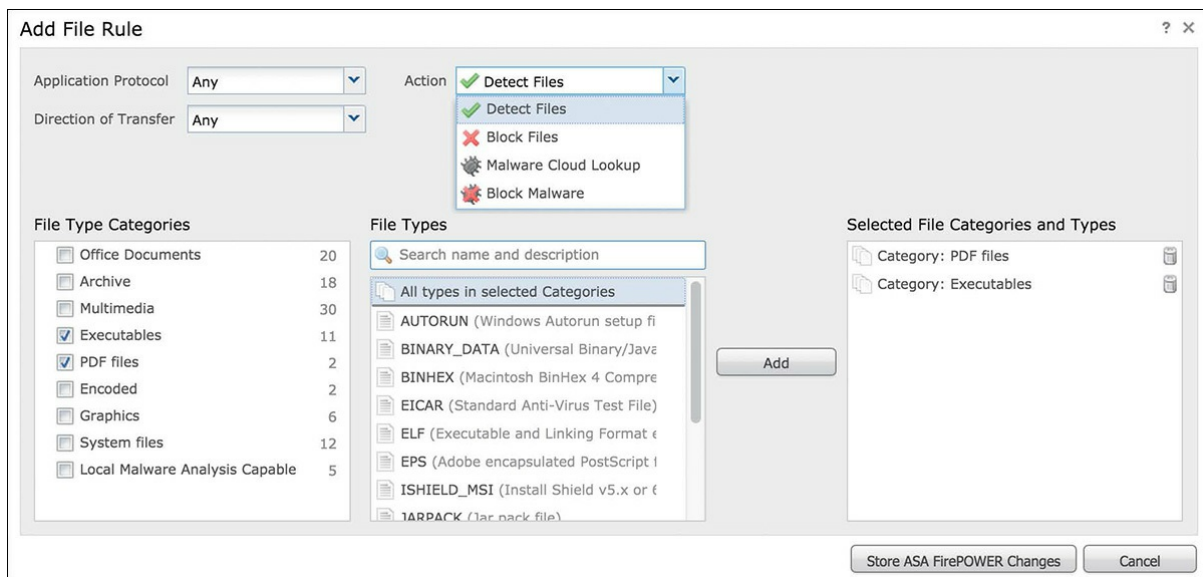 Add File Rule
? ×
Application Protocol Any Action Detect Files
Direction of Transfer Any
Detect Files
Block Files
Malware Cloud Lookup
Block Malware
File Type Categories
Office Documents 20
Archive 18
Multimedia 30
Executables 11
PDF files 2
Encoded 2
Graphics 6
System files 12
Local Malware Analysis Capable 5
File Types
Search name and description
All types in selected Categories
AUTORUN (Windows Autorun setup fi
BINARY_DATA (Universal Binary/Java
BINHEX (Macintosh BinHex 4 Compre
EICAR (Standard Anti-Virus Test File)
ELF (Executable and Linking Format e
EPS (Adobe encapsulated PostScript f
ISHIELD_MSI (Install Shield v5.x or 6
JARPACK (Jar pack file)
Add
Selected File Categories and Types
Category: PDF files
Category: Executables
Store ASA FirePOWER Changes
Cancel